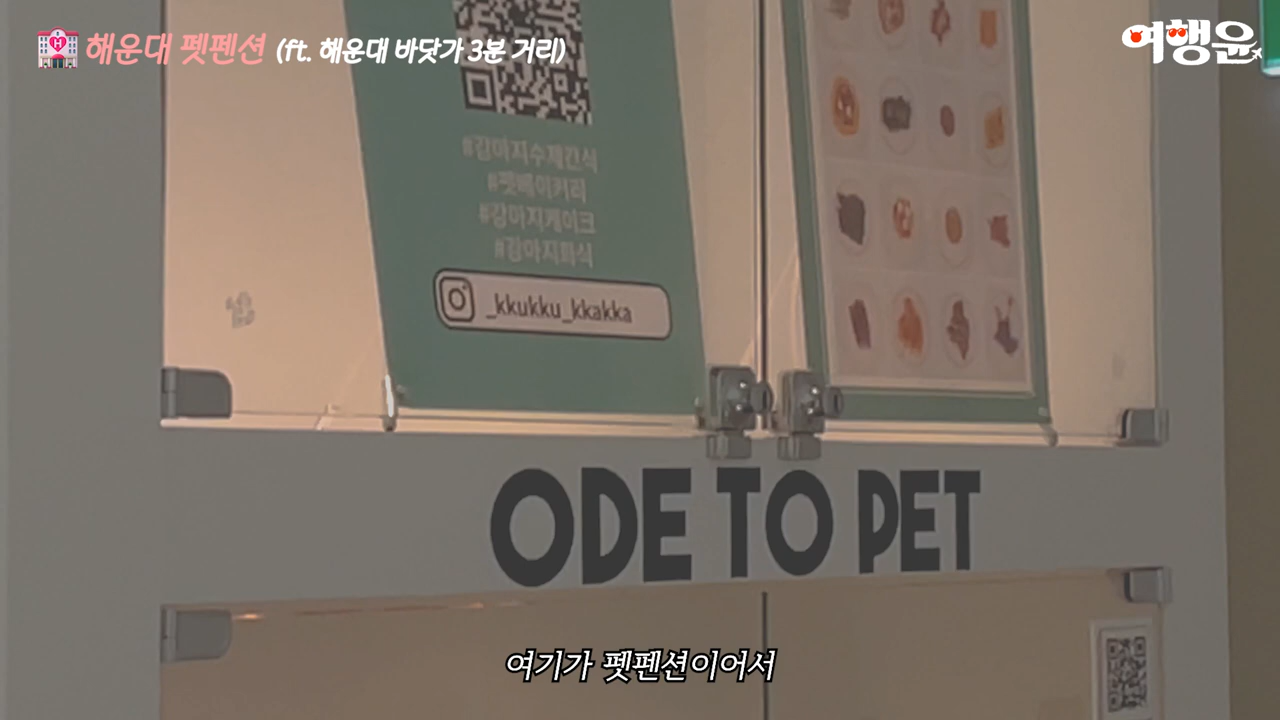 해운대 펫펜션 (ft. 해운대 바닷가 3분 거리)
여행윤
#강아지수제간식
#펫베이커리
#강아지케이크
#강아지화식
_kkukku_kkakka
ODE TO PET
여기가 펫펜션이어서